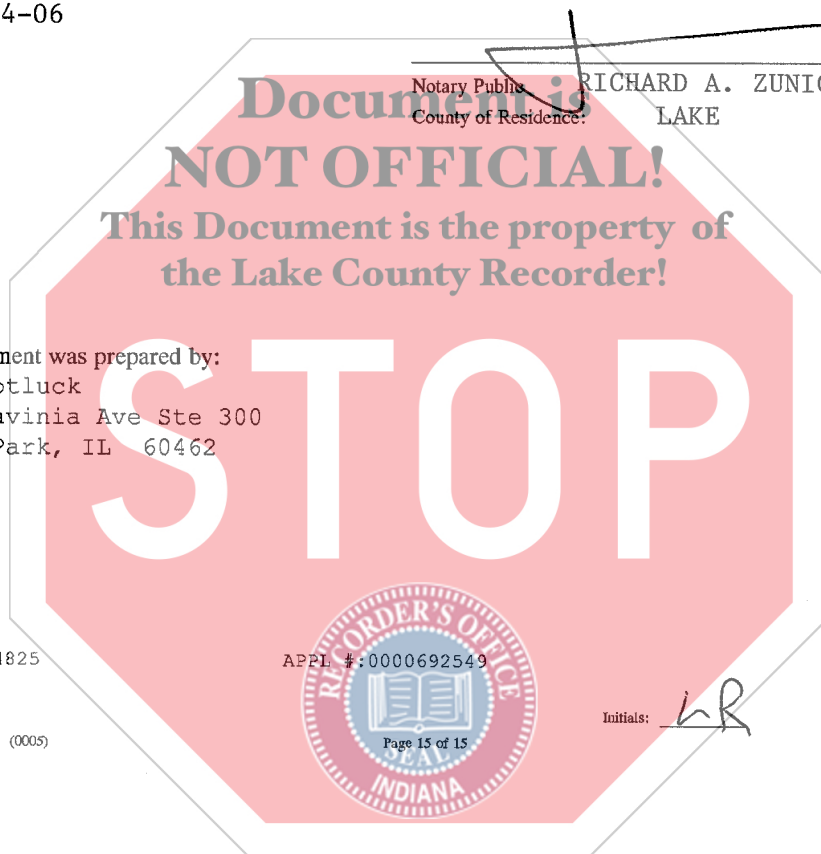 4-06
Notary Public RICHARD A. ZUNIG
County of Residence: LAKE
Document is
NOT OFFICIAL!
This Document is the property of
the Lake County Recorder!
ment was prepared by:
otluck
avinia Ave Ste 300
Park, IL 60462
STOP
1825
APPL #:0000692549
RECORDER'S OFFICE
SEAL
INDIANA
Initials: LR
(0005)
Page 15 of 15